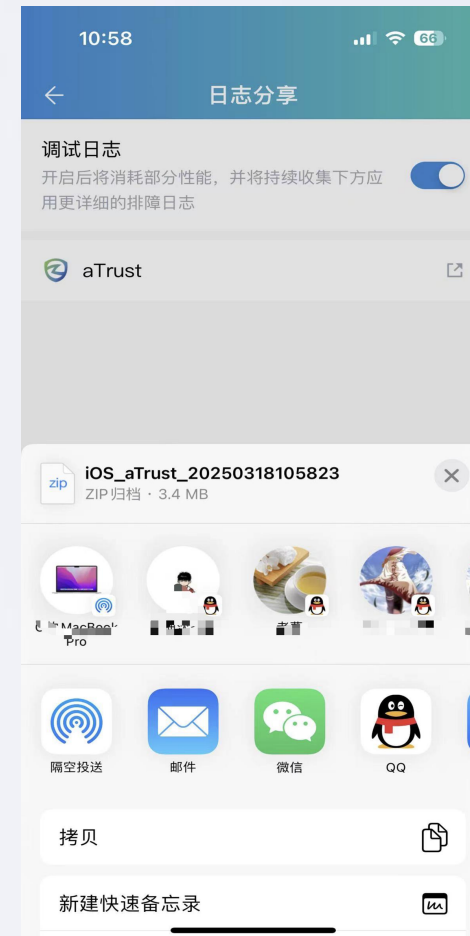 10:58
66
日志分享
调试日志
开启后将消耗部分性能，并将持续收集下方应
用更详细的排障日志
aTrust
zip
iOS_aTrust_20250318105823
ZIP归档 · 3.4 MB
MacBook
Pro
隔空投送
邮件
微信
QQ
拷贝
新建快速备忘录